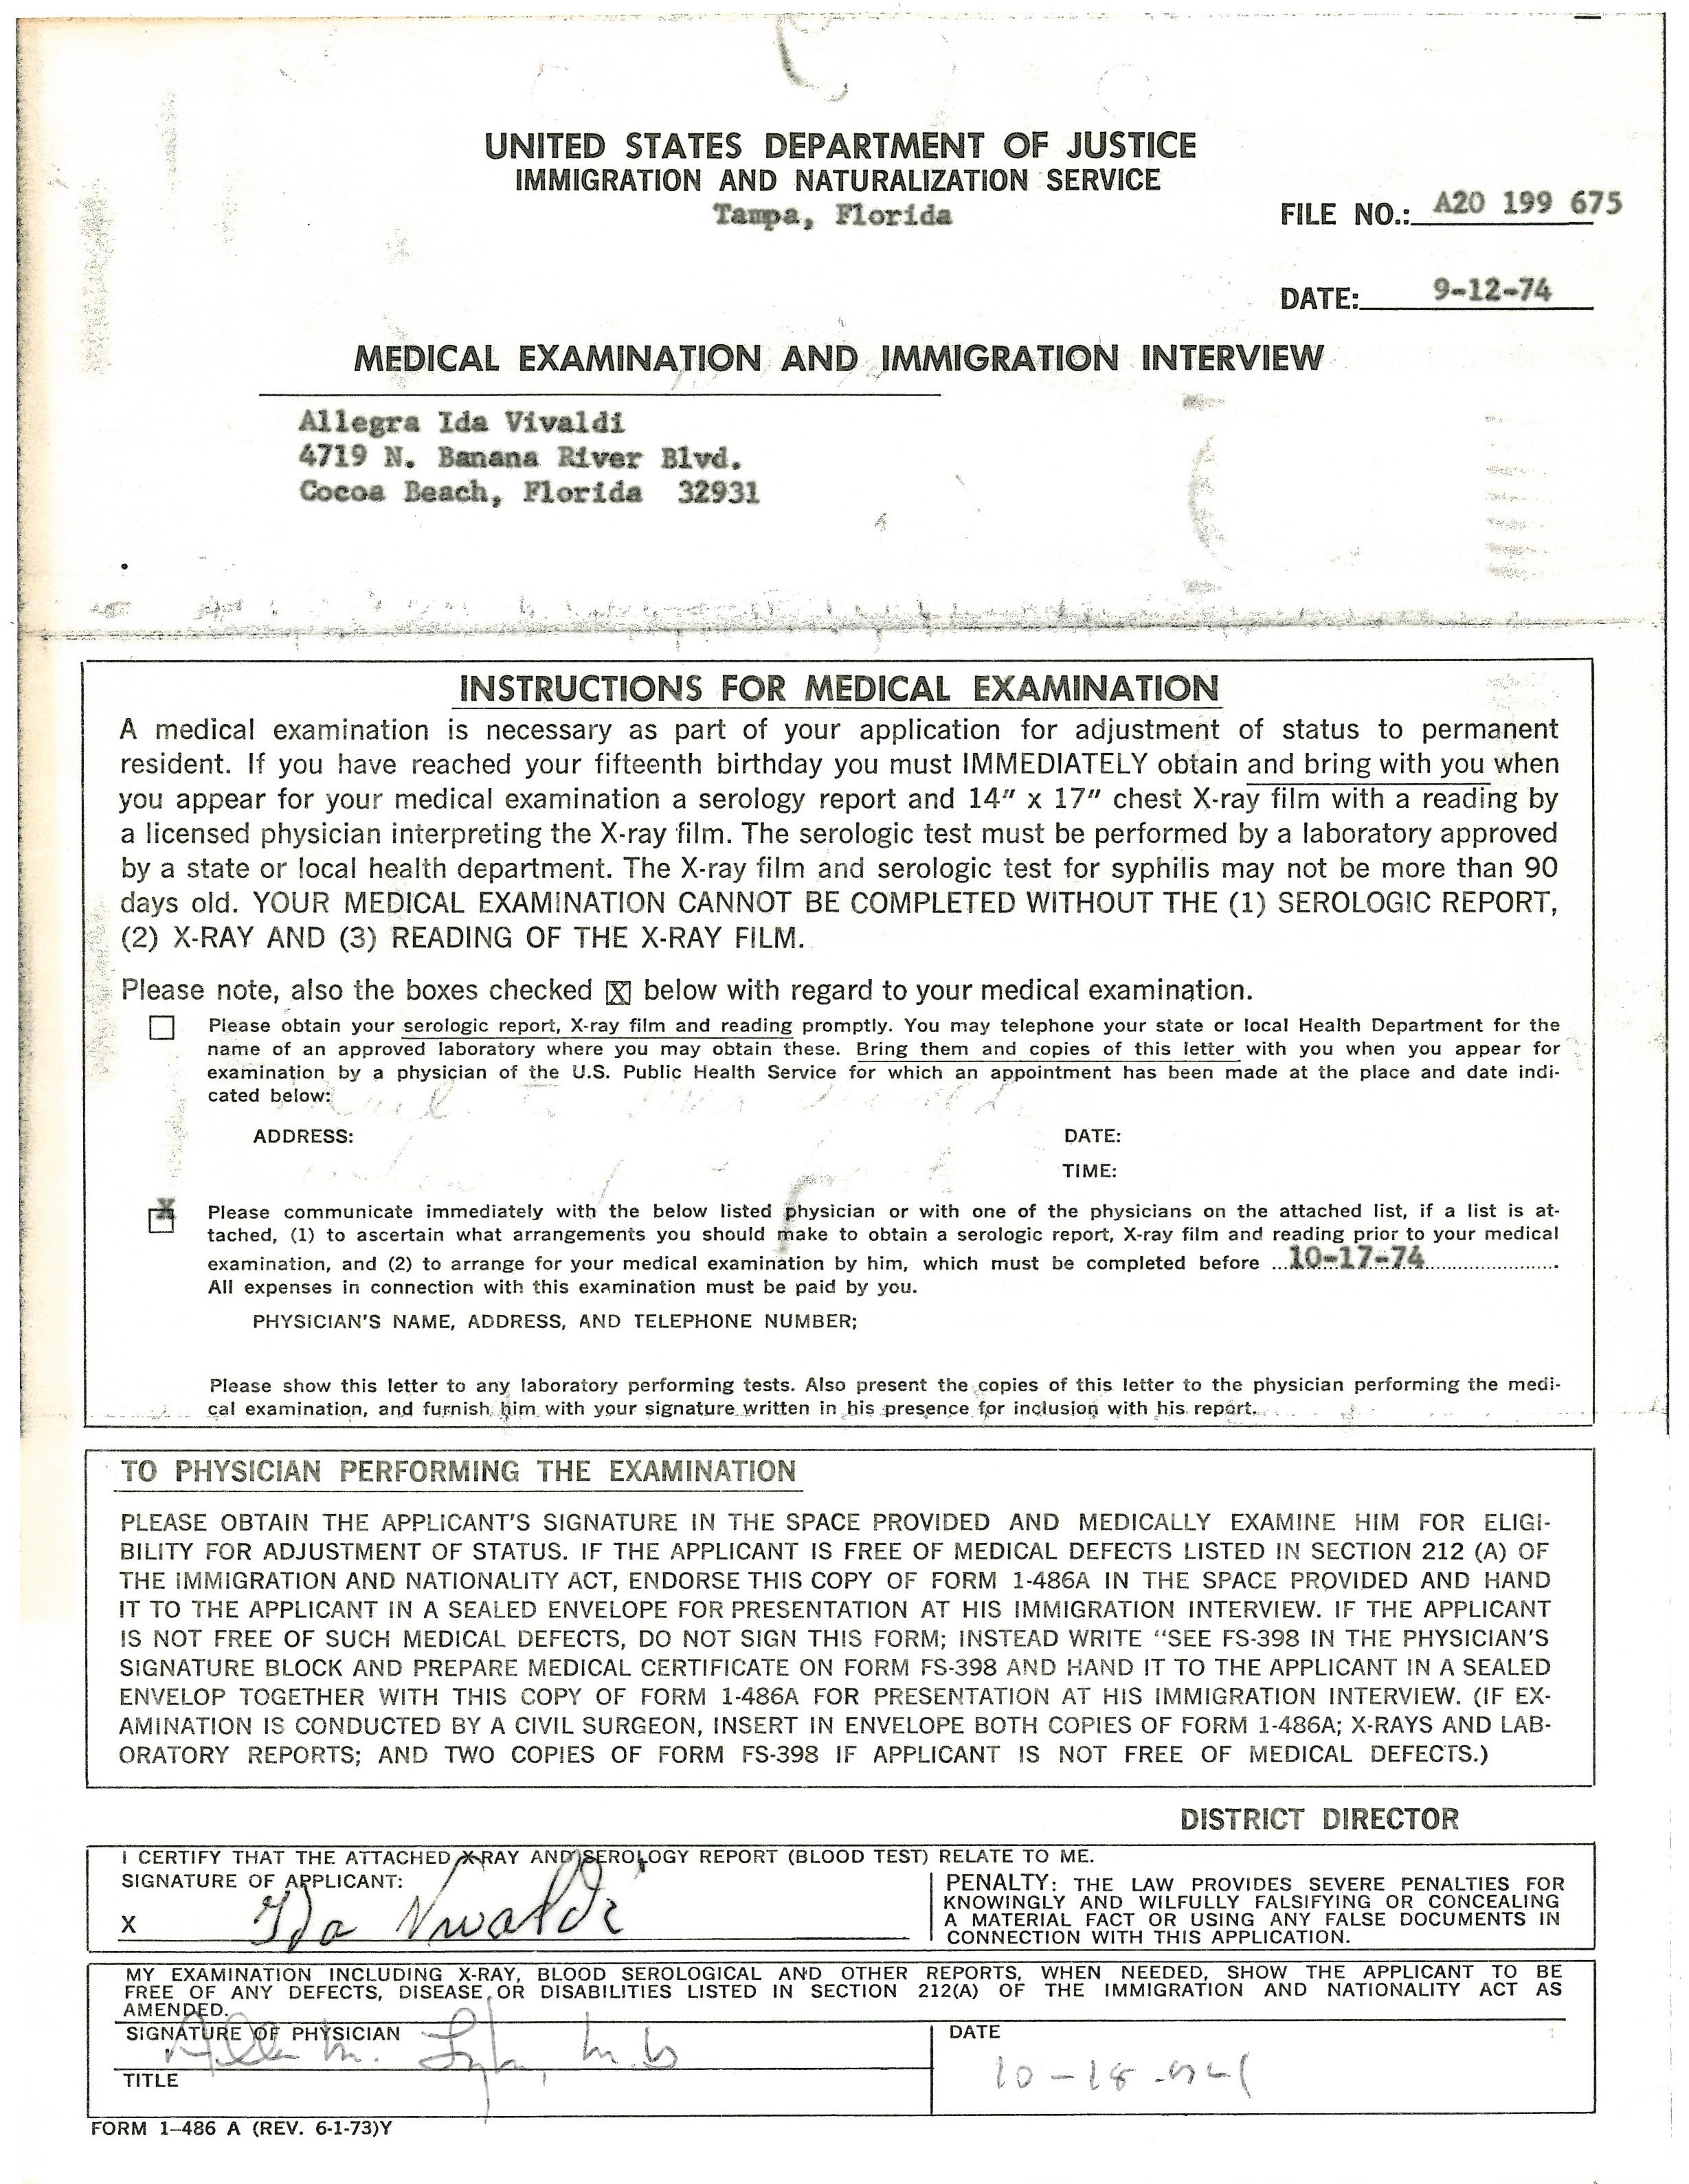 UNITED STATES DEPARTMENT OF JUSTICE
IMMIGRATION AND NATURALIZATION SERVICE
Tampa, Florida
FILE NO.: A20 199 675
DATE: 9-12-74
MEDICAL EXAMINATION AND IMMIGRATION INTERVIEW
Allegra Ida Vivaldi
4719 N. Banana River Blvd.
Cocoa Beach, Florida 32931
INSTRUCTIONS FOR MEDICAL EXAMINATION
A medical examination is necessary as part of your application for adjustment of status to permanent
resident. If you have reached your fifteenth birthday you must IMMEDIATELY obtain and bring with you when
you appear for your medical examination a serology report and 14” x 17” chest X-ray film with a reading by
a licensed physician interpreting the X-ray film. The serologic test must be performed by a laboratory approved
by a state or local health department. The X-ray film and serologic test for syphilis may not be more than 90
days old. YOUR MEDICAL EXAMINATION CANNOT BE COMPLETED WITHOUT THE (1) SEROLOGIC REPORT,
(2) X-RAY AND (3) READING OF THE X-RAY FILM.
Please note, also the boxes checked X below with regard to your medical examination.
Please obtain your serologic report, X-ray film and reading promptly. You may telephone your state or local Health Department for the
name of an approved laboratory where you may obtain these. Bring them and copies of this letter with you when you appear for
examination by a physician of the U.S. Public Health Service for which an appointment has been made at the place and date indi-
cated below:
ADDRESS:
DATE:
TIME:
X Please communicate immediately with the below listed physician or with one of the physicians on the attached list, if a list is at-
tached, (1) to ascertain what arrangements you should make to obtain a serologic report, X-ray film and reading prior to your medical
examination, and (2) to arrange for your medical examination by him, which must be completed before ...10-17-74...
All expenses in connection with this examination must be paid by you.
PHYSICIAN'S NAME, ADDRESS, AND TELEPHONE NUMBER;
Please show this letter to any laboratory performing tests. Also present the copies of this letter to the physician performing the medi-
cal examination, and furnish him with your signature written in his presence for inclusion with his report.
TO PHYSICIAN PERFORMING THE EXAMINATION
PLEASE OBTAIN THE APPLICANT'S SIGNATURE IN THE SPACE PROVIDED AND MEDICALLY EXAMINE HIM FOR ELIGI-
BILITY FOR ADJUSTMENT OF STATUS. IF THE APPLICANT IS FREE OF MEDICAL DEFECTS LISTED IN SECTION 212 (A) OF
THE IMMIGRATION AND NATIONALITY ACT, ENDORSE THIS COPY OF FORM 1-486A IN THE SPACE PROVIDED AND HAND
IT TO THE APPLICANT IN A SEALED ENVELOPE FOR PRESENTATION AT HIS IMMIGRATION INTERVIEW. IF THE APPLICANT
IS NOT FREE OF SUCH MEDICAL DEFECTS, DO NOT SIGN THIS FORM; INSTEAD WRITE “SEE FS-398 IN THE PHYSICIAN'S
SIGNATURE BLOCK AND PREPARE MEDICAL CERTIFICATE ON FORM FS-398 AND HAND IT TO THE APPLICANT IN A SEALED
ENVELOP TOGETHER WITH THIS COPY OF FORM 1-486A FOR PRESENTATION AT HIS IMMIGRATION INTERVIEW. (IF EX-
AMINATION IS CONDUCTED BY A CIVIL SURGEON, INSERT IN ENVELOPE BOTH COPIES OF FORM 1-486A; X-RAYS AND LAB-
ORATORY REPORTS; AND TWO COPIES OF FORM FS-398 IF APPLICANT IS NOT FREE OF MEDICAL DEFECTS.)
DISTRICT DIRECTOR
I CERTIFY THAT THE ATTACHED X-RAY AND SEROLOGY REPORT (BLOOD TEST) RELATE TO ME.
SIGNATURE OF APPLICANT:
X Ida Vivaldi
PENALTY: THE LAW PROVIDES SEVERE PENALTIES FOR
KNOWINGLY AND WILFULLY FALSIFYING OR CONCEALING
A MATERIAL FACT OR USING ANY FALSE DOCUMENTS IN
CONNECTION WITH THIS APPLICATION.
MY EXAMINATION INCLUDING X-RAY, BLOOD SEROLOGICAL AND OTHER REPORTS, WHEN NEEDED, SHOW THE APPLICANT TO BE
FREE OF ANY DEFECTS, DISEASE OR DISABILITIES LISTED IN SECTION 212(A) OF THE IMMIGRATION AND NATIONALITY ACT AS
AMENDED.
SIGNATURE OF PHYSICIAN
DATE
10-18-74
TITLE
FORM 1-486 A (REV. 6-1-73)Y